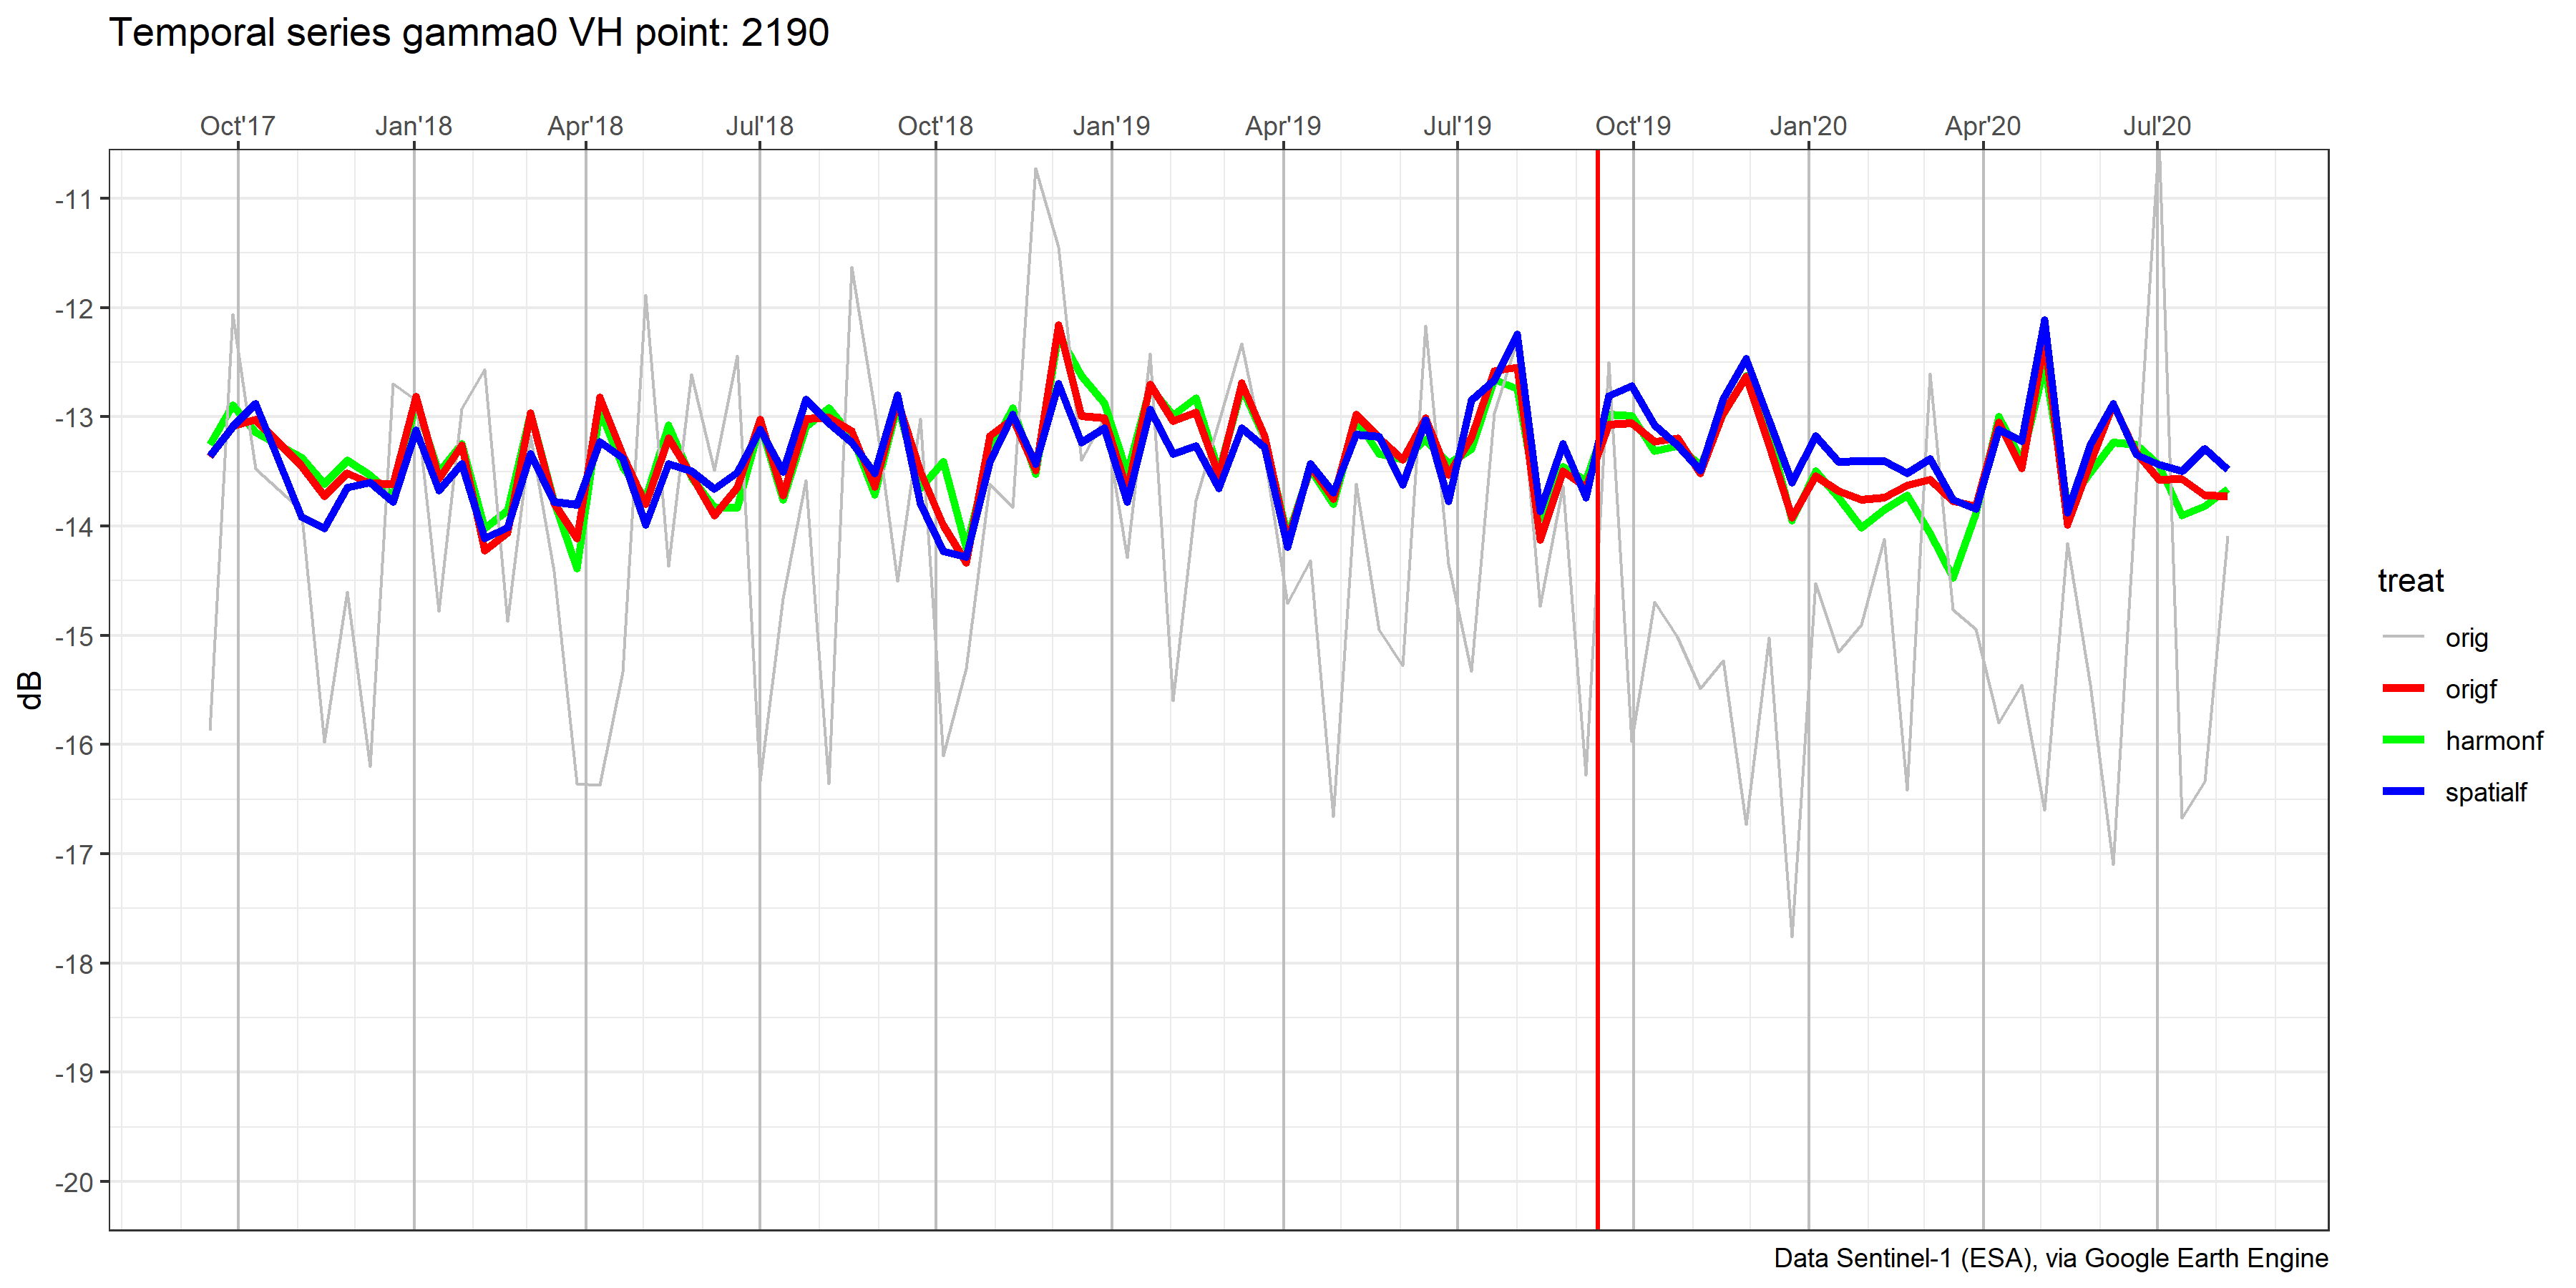 Temporal series gamma0 VH point: 2190
Oct'17 Jan'18 Apr'18 Jul'18 Oct'18 Jan'19 Apr'19 Jul'19 Oct'19 Jan'20 Apr'20 Jul'20
-11
-12
-13
-14
-15
-16
-17
-18
-19
-20
dB
treat
orig
origf
harmonf
spatialf
Data Sentinel-1 (ESA), via Google Earth Engine